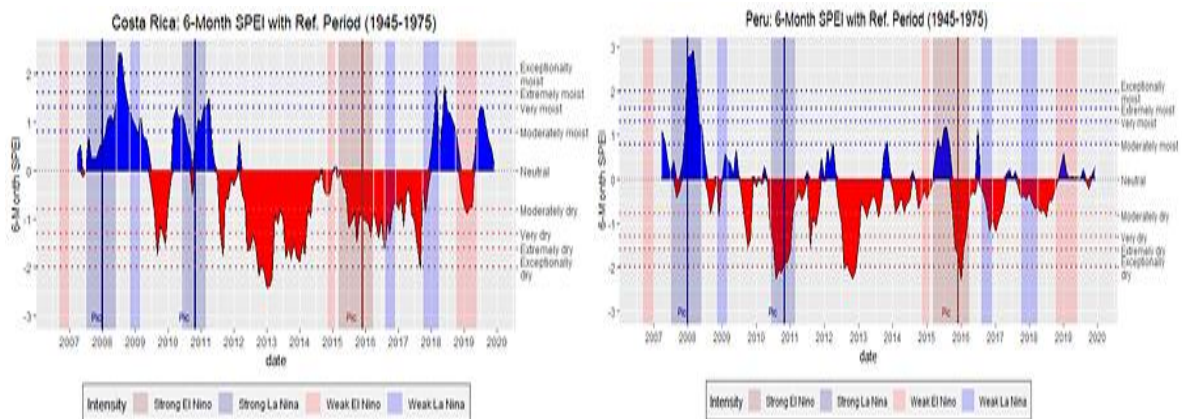 Costa Rica: 6-Month SPEI with Ref. Period (1945-1975)
6-Month SPEI
2
1
0
-1
-2
-3
Exceptionally
moist
Extremely moist
Very moist
Moderately moist
Neutral
Moderately dry
Very dry
Extremely dry
Exceptionally
dry
Pic
Pic
Pic
2007 2008 2009 2010 2011 2012 2013 2014 2015 2016 2017 2018 2019 2020
date
Intensity Strong El Nino Strong La Nina Weak El Nino Weak La Nina
Peru: 6-Month SPEI with Ref. Period (1945-1975)
6-Month SPEI
3
2
1
0
-1
-2
-3
Exceptionally
moist
Extremely moist
Very moist
Moderately moist
Neutral
Moderately dry
Very dry
Extremely dry
Exceptionally
dry
Pic
Pic
Pic
2007 2008 2009 2010 2011 2012 2013 2014 2015 2016 2017 2018 2019 2020
date
Intensity Strong El Nino Strong La Nina Weak El Nino Weak La Nina